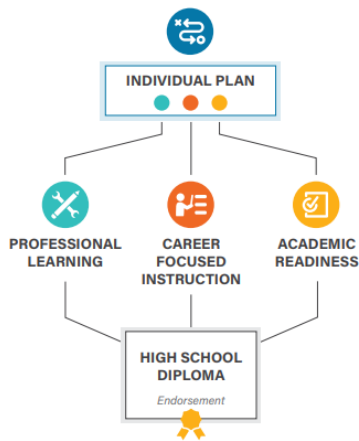 INDIVIDUAL PLAN
PROFESSIONAL
LEARNING
CAREER
FOCUSED
INSTRUCTION
ACADEMIC
READINESS
HIGH SCHOOL
DIPLOMA
Endorsement